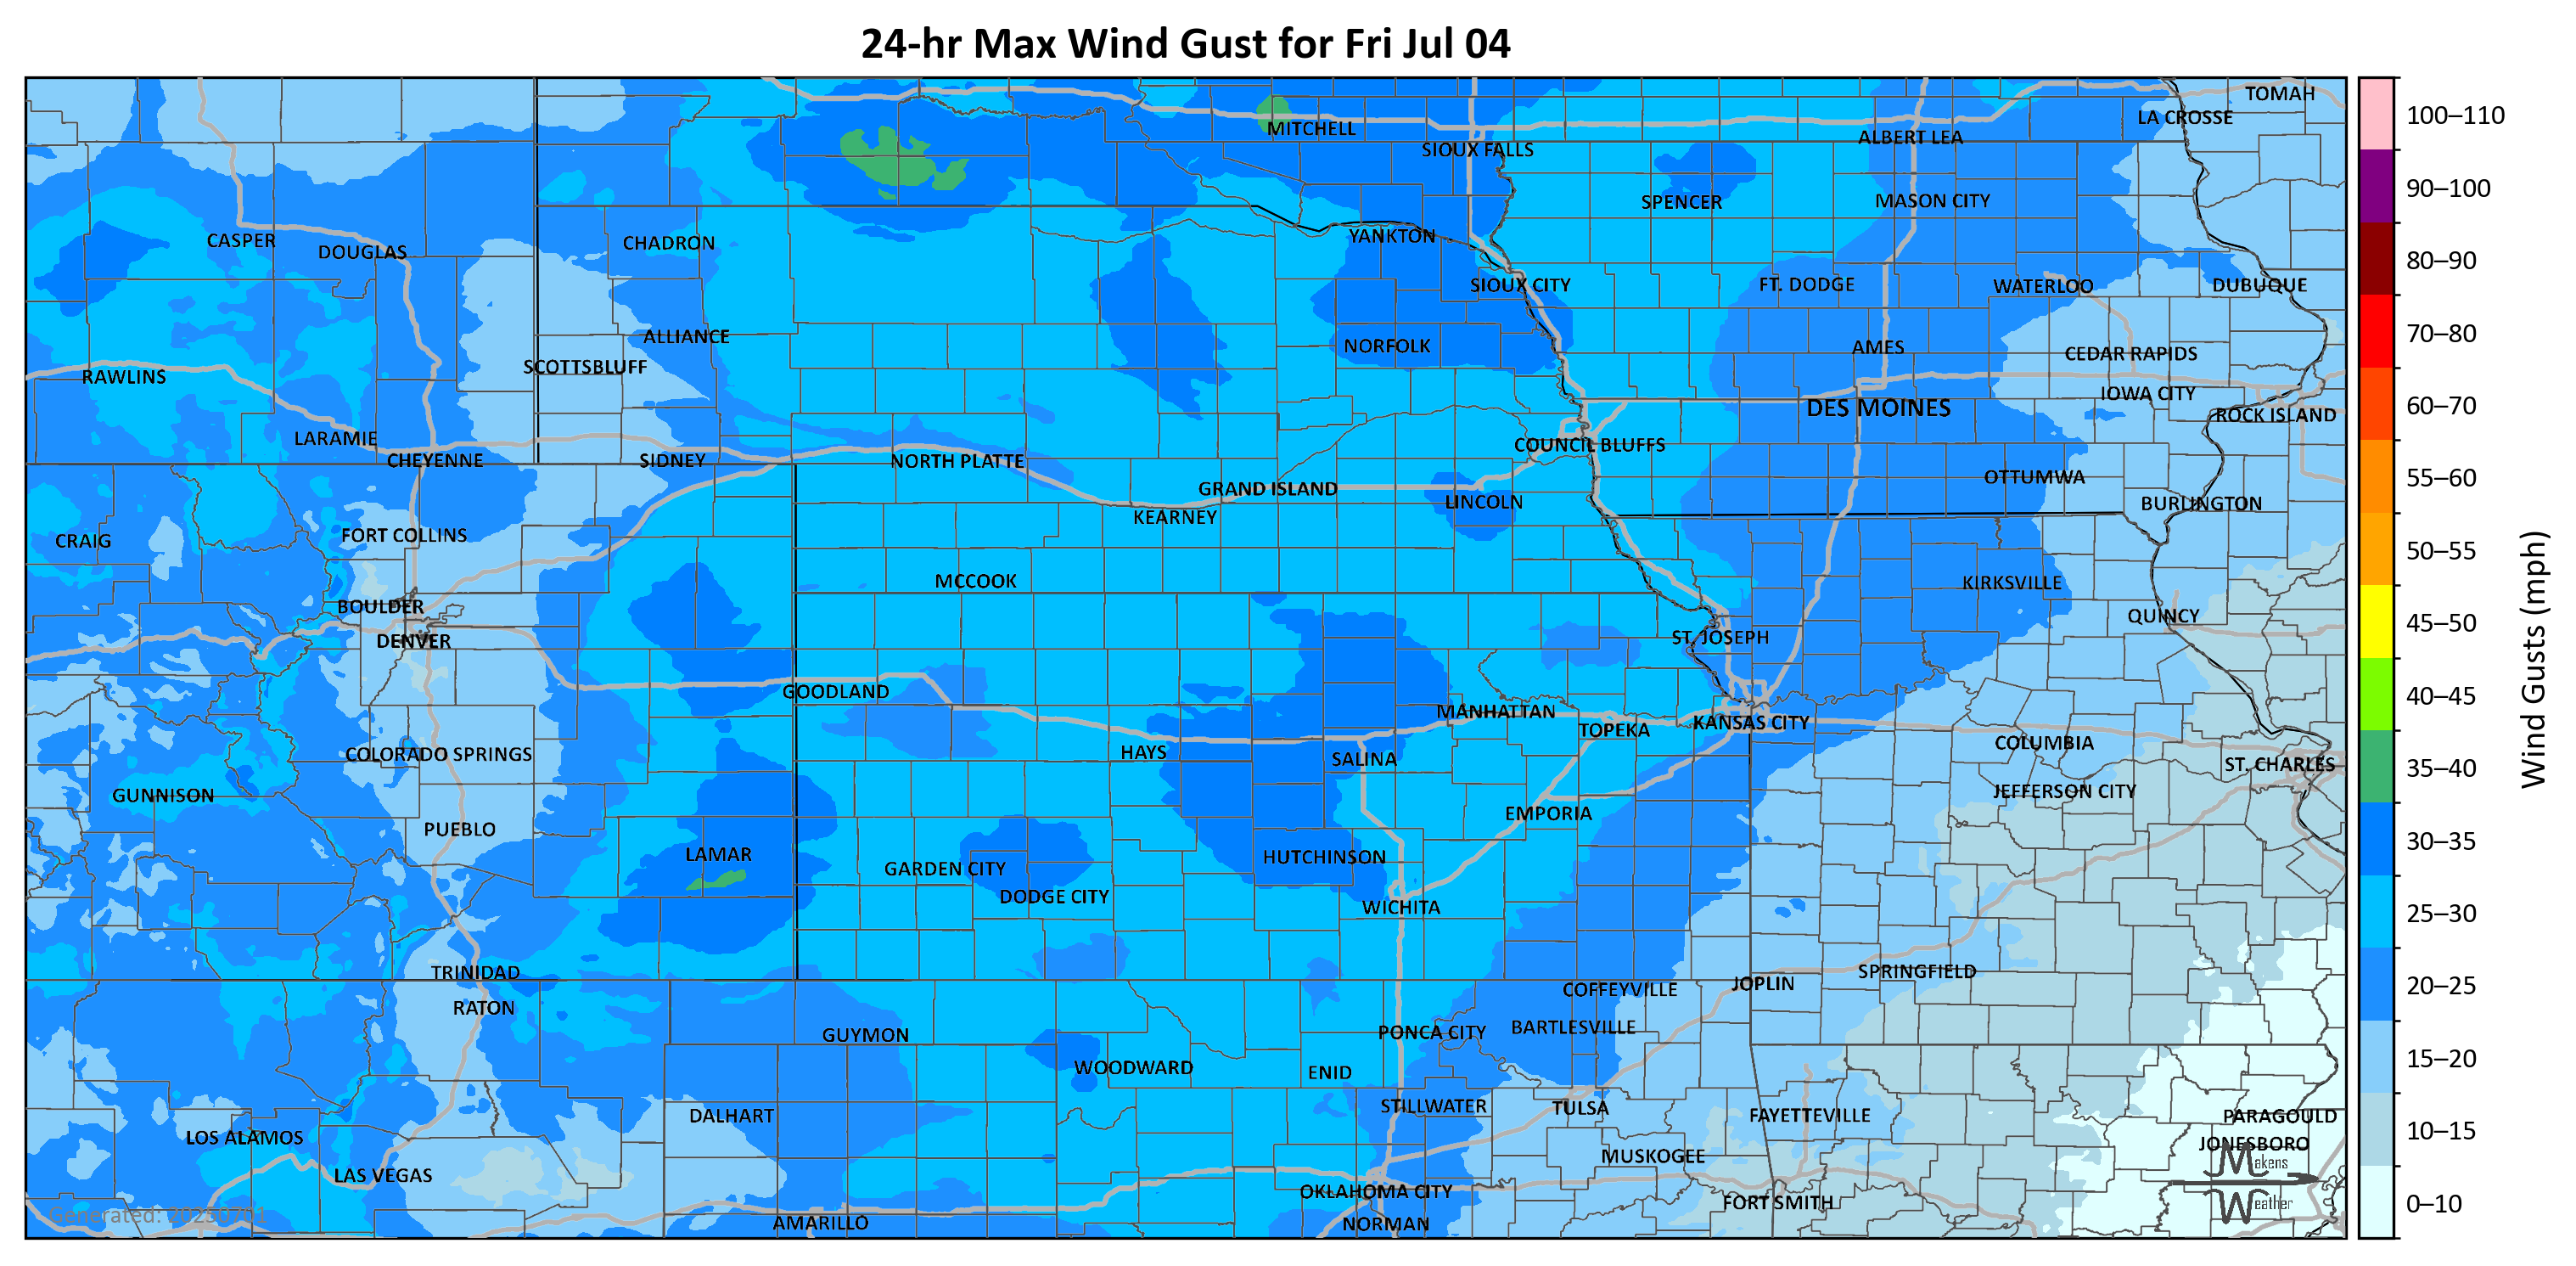 24-hr Max Wind Gust for Fri Jul 04
TOMAH
LA CROSSE
MITCHELL
ALBERT LEA
SIOUX FALLS
SPENCER
MASON CITY
CASPER
DOUGLAS
CHADRON
YANKTON
SIOUX CITY
FT. DODGE
WATERLOO
DUBUQUE
ALLIANCE
NORFOLK
AMES
CEDAR RAPIDS
SCOTTSBLUFF
RAWLINS
IOWA CITY
DES MOINES
ROCK ISLAND
LARAMIE
COUNCIL BLUFFS
CHEYENNE
SIDNEY
NORTH PLATTE
OTTUMWA
GRAND ISLAND
LINCOLN
BURLINGTON
KEARNEY
FORT COLLINS
CRAIG
MCCOOK
KIRKSVILLE
BOULDER
QUINCY
DENVER
ST. JOSEPH
GOODLAND
MANHATTAN
KANSAS CITY
TOPEKA
COLUMBIA
COLORADO SPRINGS
HAYS
SALINA
ST. CHARLES
GUNNISON
JEFFERSON CITY
EMPORIA
PUEBLO
LAMAR
HUTCHINSON
GARDEN CITY
DODGE CITY
WICHITA
TRINIDAD
SPRINGFIELD
JOPLIN
COFFEYVILLE
RATON
BARTLESVILLE
PONCA CITY
GUYMON
WOODWARD
ENID
STILLWATER
TULSA
DALHART
FAYETTEVILLE
PARAGOULD
LOS ALAMOS
JONESBORO
MUSKOGEE
LAS VEGAS
OKLAHOMA CITY
FORT SMITH
AMARILLO
NORMAN
Generated: 20250701
Makens
Weather
100–110
90–100
80–90
70–80
60–70
55–60
50–55
45–50
40–45
35–40
30–35
25–30
20–25
15–20
10–15
0–10
Wind Gusts (mph)